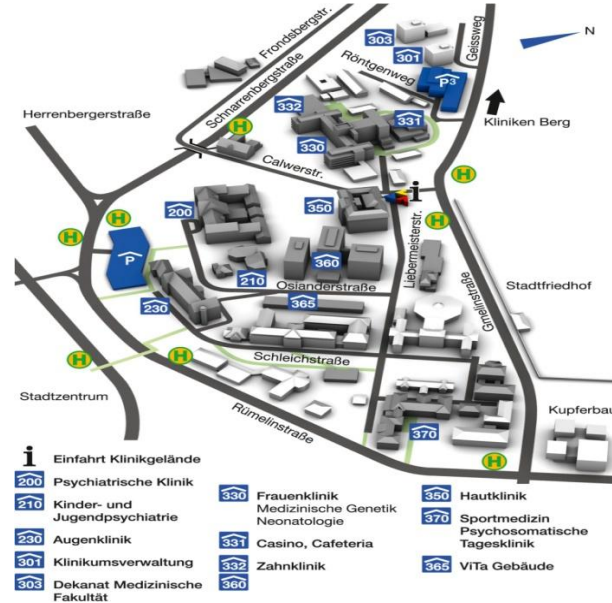 303
301
Röntgenweg
Geissweg
N
Frondsbergstr.
Schnarrenbergstraße
P3
332
331
330
Kliniken Berg
Herrenbergerstraße
H
Calwerstr.
i
H
H
200
350
H
H
Liebermeisterstr.
P
210
360
Osianderstraße
Gmelinstraße
Stadtfriedhof
230
365
H
H
Schleichstraße
Stadtzentrum
Rümelinstraße
Kupferbau
370
H
i Einfahrt Klinikgelände
200 Psychiatrische Klinik
210 Kinder- und
Jugendpsychiatrie
230 Augenklinik
301 Klinikumsverwaltung
303 Dekanat Medizinische
Fakultät
330 Frauenklinik
Medizinische Genetik
Neonatologie
331 Casino, Cafeteria
332 Zahnklinik
360
350 Hautklinik
370 Sportmedizin
Psychosomatische
Tagesklinik
365 ViTa Gebäude